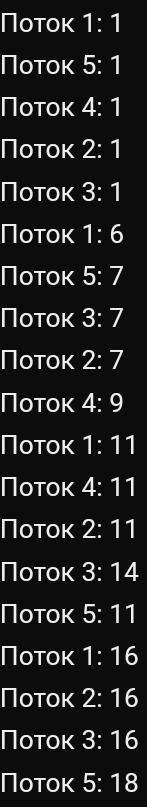 Поток 1: 1
Поток 5: 1
Поток 4: 1
Поток 2: 1
Поток 3: 1
Поток 1: 6
Поток 5: 7
Поток 3: 7
Поток 2: 7
Поток 4: 9
Поток 1: 11
Поток 4: 11
Поток 2: 11
Поток 3: 14
Поток 5: 11
Поток 1: 16
Поток 2: 16
Поток 3: 16
Поток 5: 18